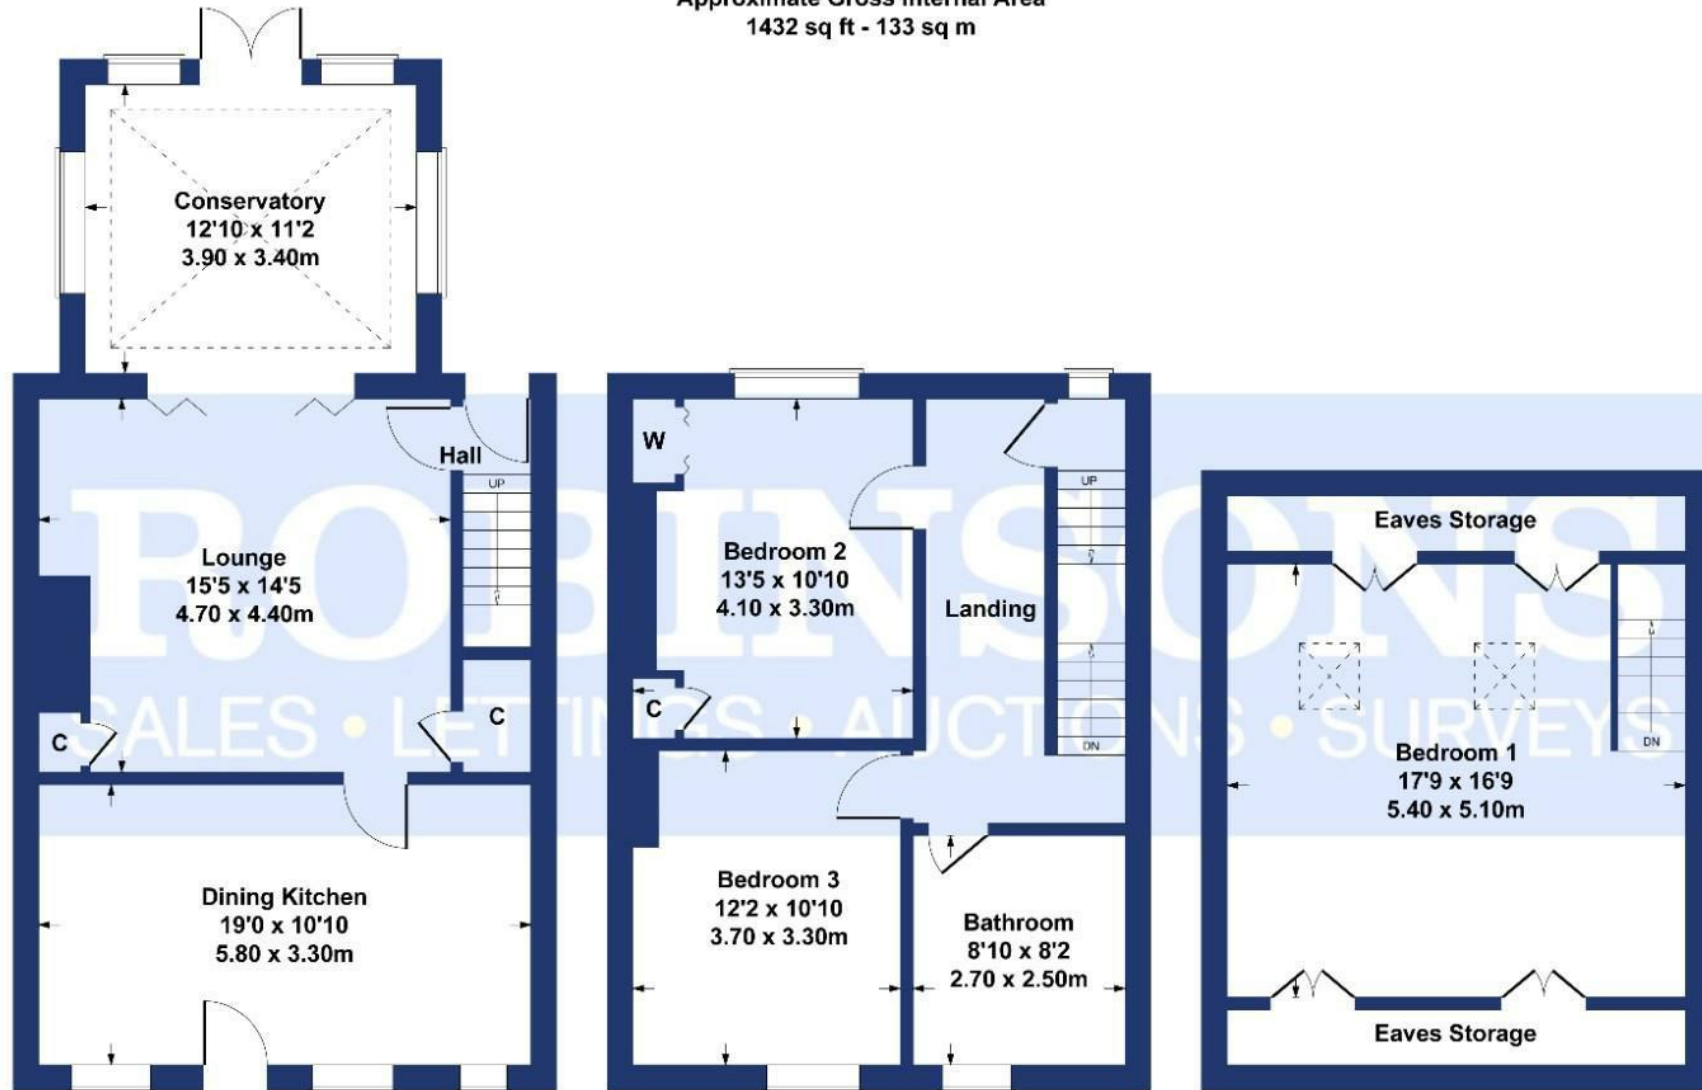 Approximate Gross Internal Area
1432 sq ft - 133 sq m
Conservatory
12'10 x 11'2
3.90 x 3.40m
Hall
UP
Lounge
15'5 x 14'5
4.70 x 4.40m
C
C
Dining Kitchen
19'0 x 10'10
5.80 x 3.30m
W
Bedroom 2
13'5 x 10'10
4.10 x 3.30m
C
UP
Landing
DN
Bedroom 3
12'2 x 10'10
3.70 x 3.30m
Bathroom
8'10 x 8'2
2.70 x 2.50m
Eaves Storage
Bedroom 1
17'9 x 16'9
5.40 x 5.10m
DN
Eaves Storage
ROBINSONS
SALES • LETTINGS • AUCTIONS • SURVEYS